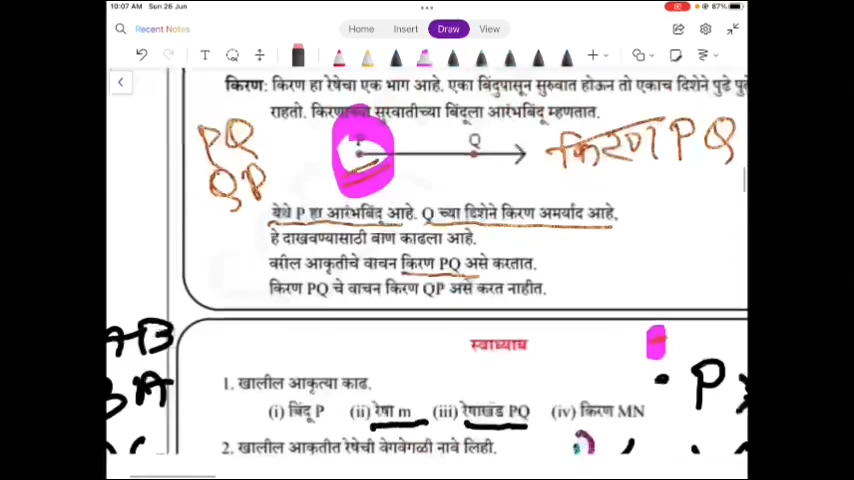 10:07 AM Sun 26 Jun
87%
Recent Notes
Home Insert Draw View
किरण: किरण हा रेषेचा एक भाग आहे. एका बिंदुपासून सुरुवात होऊन तो एकाच दिशेने पुढे
राहतो. सुरवातीच्या बिंदूला आरंभबिंदू म्हणतात.
PQ
QP
P Q
किरण PQ
येथे P हा आरंभबिंदू आहे. Q च्या दिशेने किरण अमर्याद आहे,
हे दाखवण्यासाठी बाण काढला आहे.
वरील आकृतीचे वाचन किरण PQ असे करतात.
किरण PQ चे वाचन किरण QP असे करत नाहीत.
AB
स्वाध्याय
1. खालील आकृत्या काढ.
P
(i) बिंदू P (ii) रेषा m (iii) रेषाखंड PQ (iv) किरण MN
2. खालील आकृतीत रेषेची वेगवेगळी नावे लिही.